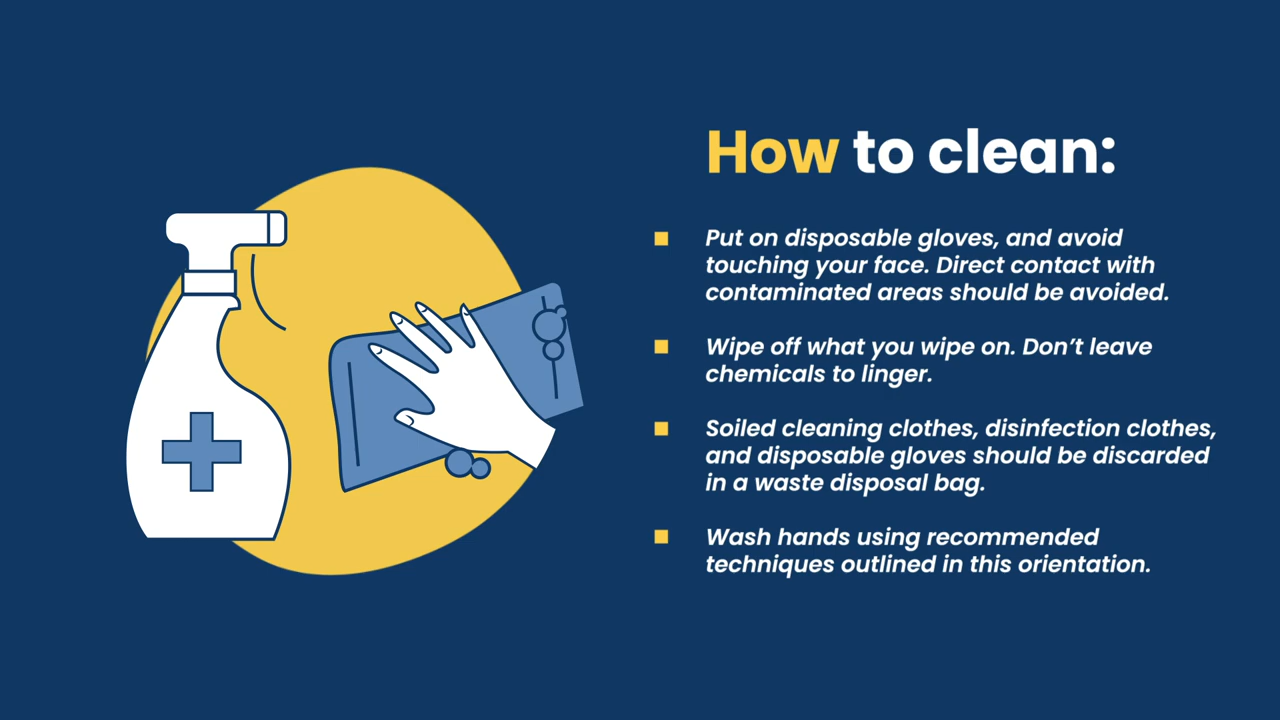 How to clean:
Put on disposable gloves, and avoid
touching your face. Direct contact with
contaminated areas should be avoided.
Wipe off what you wipe on. Don’t leave
chemicals to linger.
Soiled cleaning clothes, disinfection clothes,
and disposable gloves should be discarded
in a waste disposal bag.
Wash hands using recommended
techniques outlined in this orientation.